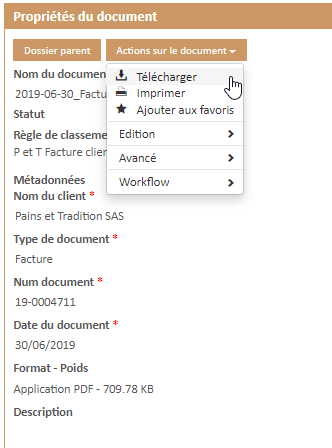 Propriétés du document
Dossier parent
Actions sur le document
Nom du documen
Télécharger
2019-06-30_Factu
Imprimer
Statut
Ajouter aux favoris
Règle de classeme
Edition
P et T Facture clien
Avancé
Métadonnées
Workflow
Nom du client *
Pains et Tradition SAS
Type de document *
Facture
Num document *
19-0004711
Date du document *
30/06/2019
Format - Poids
Application PDF - 709.78 KB
Description